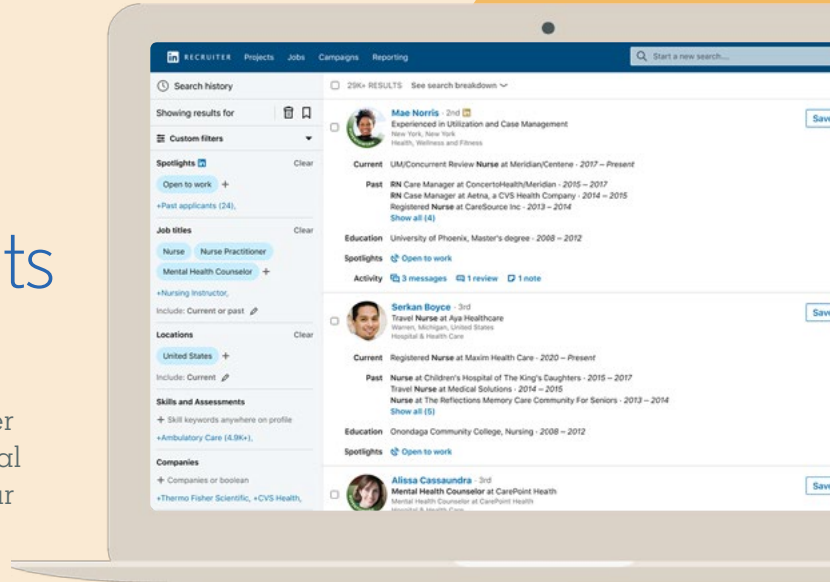 ts
er
al
ur
in RECRUITER Projects Jobs Campaigns Reporting
Start a new search....
Search history
Showing results for
Custom filters
Spotlights in Clear
Open to work +
+Past applicants (24),
Job titles Clear
Nurse Nurse Practitioner
Mental Health Counselor +
+Nursing Instructor,
Include: Current or past
Locations Clear
United States +
Include: Current
Skills and Assessments
+ Skill keywords anywhere on profile
+Ambulatory Care (4.9K+),
Companies
+ Companies or boolean
+Thermo Fisher Scientific, +CVS Health,
29K+ RESULTS See search breakdown
Mae Norris · 2nd in
Save
Experienced in Utilization and Case Management
New York, New York
Health, Wellness and Fitness
Current UM/Concurrent Review Nurse at Meridian/Centene · 2017 – Present
Past RN Care Manager at ConcertoHealth/Meridian · 2015 – 2017
RN Case Manager at Aetna, a CVS Health Company · 2014 – 2015
Registered Nurse at CareSource Inc · 2013 – 2014
Show all (4)
Education University of Phoenix, Master's degree · 2008 – 2012
Spotlights Open to work
Activity 3 messages 1 review 1 note
Serkan Boyce · 3rd
Save
Travel Nurse at Aya Healthcare
Warren, Michigan, United States
Hospital & Health Care
Current Registered Nurse at Maxim Health Care · 2020 – Present
Past Nurse at Children's Hospital of The King's Daughters · 2015 – 2017
Travel Nurse at Medical Solutions · 2014 – 2015
Nurse at The Reflections Memory Care Community For Seniors · 2013 – 2014
Show all (5)
Education Onondaga Community College, Nursing · 2008 – 2012
Spotlights Open to work
Alissa Cassaundra · 3rd
Save
Mental Health Counselor at CarePoint Health
Mental Health Counselor at CarePoint Health
Hospital & Health Care